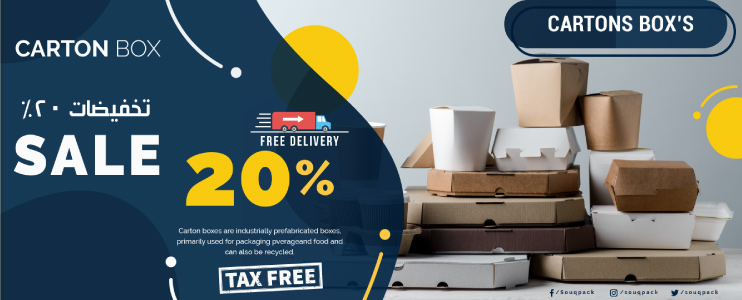 CARTON BOX
تخفيضات ٢٠٪
SALE
FREE DELIVERY
20%
Carton boxes are industrially prefabricated boxes,
primarily used for packaging pverageand food and
can also be recycled.
TAX FREE
CARTONS BOX'S
/Souqpack
/souqpack
/souqpack